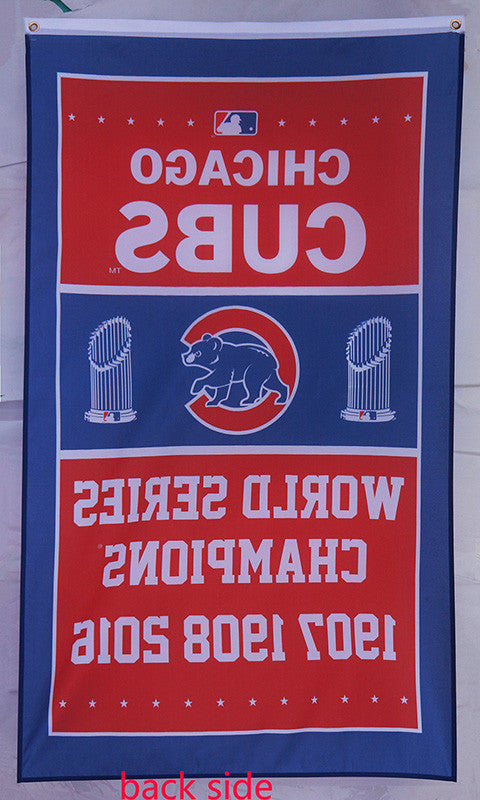 CHICAGO
CUBS
TM
WORLD SERIES
CHAMPIONS
1907 1908 2016
back side